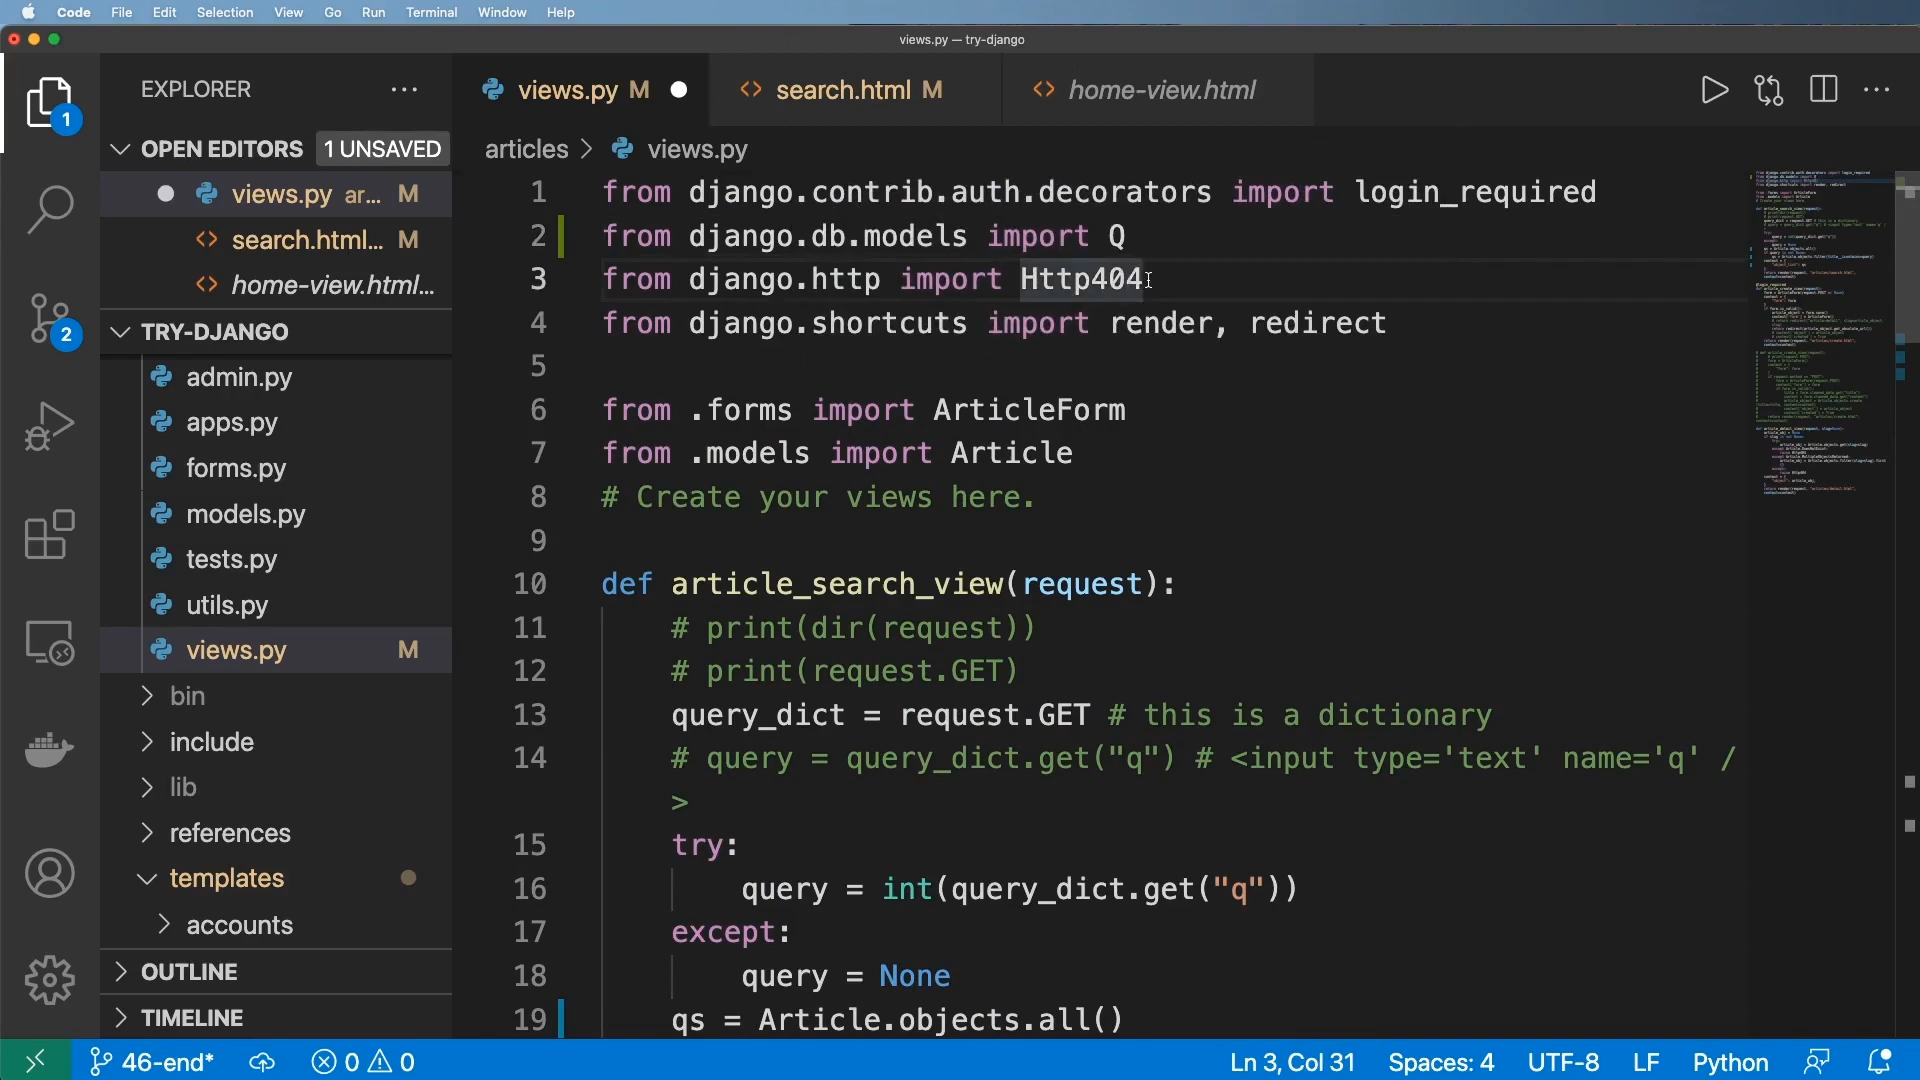 Code File Edit Selection View Go Run Terminal Window Help
views.py — try-django
EXPLORER
views.py M
search.html M
home-view.html
1
OPEN EDITORS 1 UNSAVED
articles > views.py
views.py ar... M
search.html... M
home-view.html...
2
TRY-DJANGO
admin.py
apps.py
forms.py
models.py
tests.py
utils.py
views.py M
bin
include
lib
references
templates
accounts
OUTLINE
TIMELINE
1 from django.contrib.auth.decorators import login_required
2 from django.db.models import Q
3 from django.http import Http404
4 from django.shortcuts import render, redirect
5
6 from .forms import ArticleForm
7 from .models import Article
8 # Create your views here.
9
10 def article_search_view(request):
11 # print(dir(request))
12 # print(request.GET)
13 query_dict = request.GET # this is a dictionary
14 # query = query_dict.get("q") # <input type='text' name='q' /
>
15 try:
16 query = int(query_dict.get("q"))
17 except:
18 query = None
19 qs = Article.objects.all()
46-end* 0 0 Ln 3, Col 31 Spaces: 4 UTF-8 LF Python